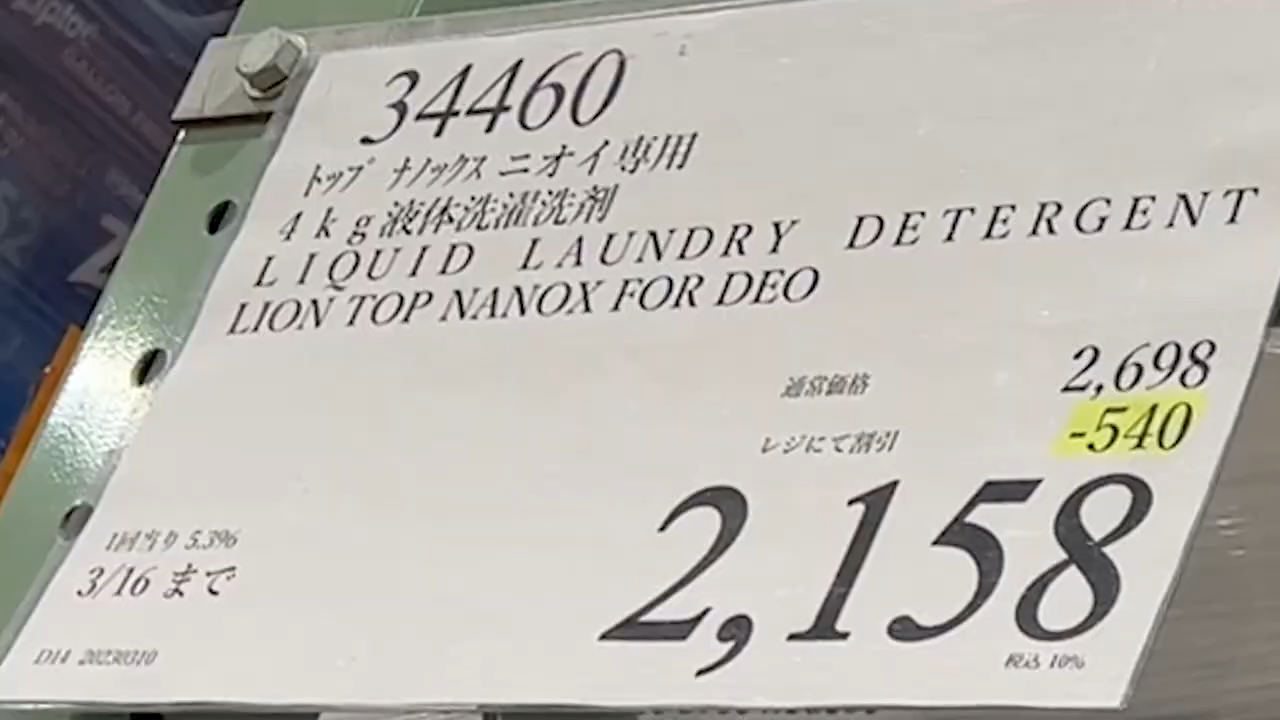 34460
トップ ナノックス ニオイ専用
4kg液体洗濯洗剤
LIQUID LAUNDRY DETERGENT
LION TOP NANOX FOR DEO
通常価格 2,698
レジにて割引 -540
2,158
1回当り 5.396
3/16 まで
税込 10%
D14 20230310